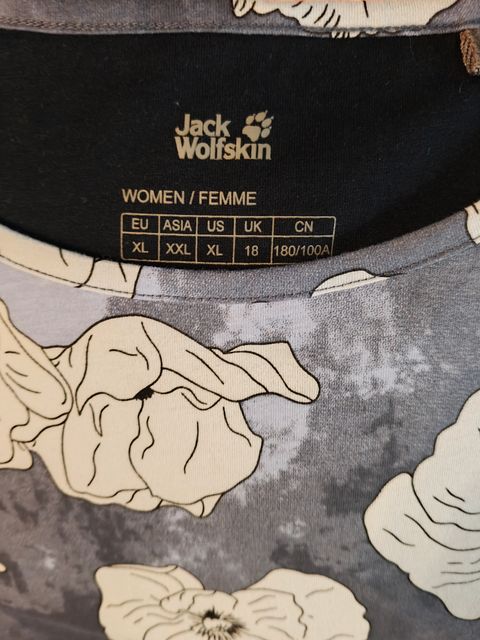 Jack
Wolfskin
WOMEN / FEMME
EU ASIA US UK CN
XL XXL XL 18 180/100A